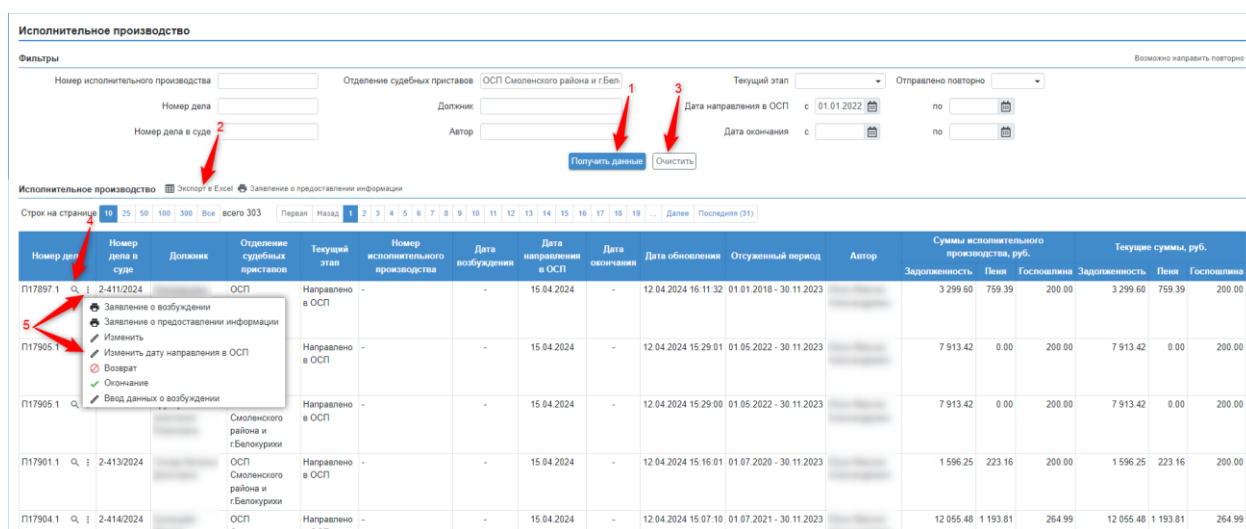 Исполнительное производство
Фильтры Возможно направить повторно
Номер исполнительного производства Отделение судебных приставов ОСП Смоленского района и г.Бел Текущий этап Отправлено повторно
1 3
Номер дела Должник Дата направления в ОСП с 01.01.2022 по
Номер дела в суде Автор Дата окончания с по
2
Получить данные Очистить
Исполнительное производство Экспорт в Excel Заявление о предоставлении информации
Строк на странице 10 25 50 100 300 Все всего 303 Первая Назад 1 2 3 4 5 6 7 8 9 10 11 12 13 14 15 16 17 18 19 ... Далее Последняя (31)
4
Номер дела Номер дела в суде Должник Отделение судебных приставов Текущий этап Номер исполнительного производства Дата возбуждения Дата направления в ОСП Дата окончания Дата обновления Отсуженный период Автор Суммы исполнительного производства, руб. Текущие суммы, руб.
Задолженность Пеня Госпошлина Задолженность Пеня Госпошлина
П17897.1 2-411/2024 ОСП Направлено - - 15.04.2024 - 12.04.2024 16:11:32 01.01.2018 - 30.11.2023 3 299.60 759.39 200.00 3 299.60 759.39 200.00
в ОСП
Заявление о возбуждении
5 Заявление о предоставлении информации
Изменить
П17905.1 Направлено - - 15.04.2024 - 12.04.2024 15:29:01 01.05.2022 - 30.11.2023 7 913.42 0.00 200.00 7 913.42 0.00 200.00
Изменить дату направления в ОСП
в ОСП
Возврат
Окончание
Ввод данных о возбуждении
П17905.1 Направлено - - 15.04.2024 - 12.04.2024 15:29:00 01.05.2022 - 30.11.2023 7 913.42 0.00 200.00 7 913.42 0.00 200.00
Смоленского в ОСП
района и
г.Белокурихи
П17901.1 2-413/2024 ОСП Направлено - - 15.04.2024 - 12.04.2024 15:16:01 01.07.2020 - 30.11.2023 1 596.25 223.16 200.00 1 596.25 223.16 200.00
Смоленского в ОСП
района и
г.Белокурихи
П17904.1 2-414/2024 ОСП Направлено - - 15.04.2024 - 12.04.2024 15:07:10 01.07.2021 - 30.11.2023 12 055.48 1 193.81 264.99 12 055.48 1 193.81 264.99